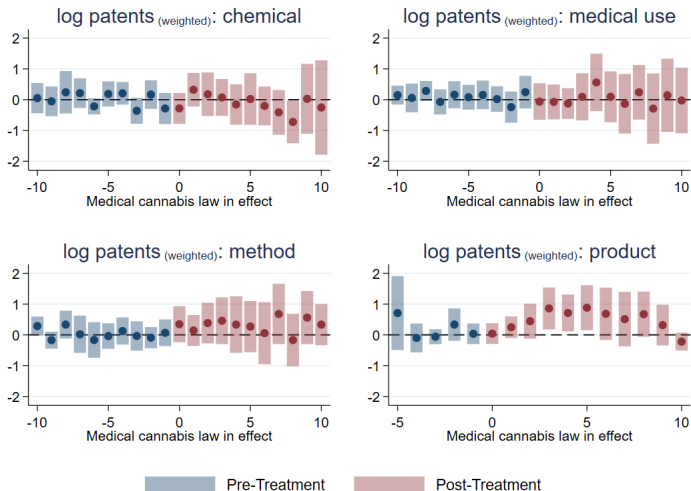 log patents (weighted): chemical
2
1
0
-1
-2
-10 -5 0 5 10
Medical cannabis law in effect
log patents (weighted): medical use
2
1
0
-1
-2
-10 -5 0 5 10
Medical cannabis law in effect
log patents (weighted): method
2
1
0
-1
-2
-10 -5 0 5 10
Medical cannabis law in effect
log patents (weighted): product
2
1
0
-1
-2
-5 0 5 10
Medical cannabis law in effect
Pre-Treatment Post-Treatment